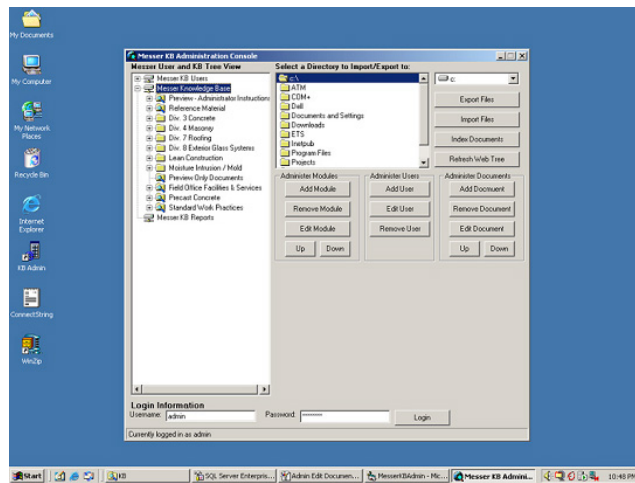 My Documents
My Computer
My Network
Places
Recycle Bin
Internet
Explorer
KB Admin
ConnectString
WinZip
Messer KB Administration Console
Messer User and KB Tree View
Messer KB Users
Messer Knowledge Base
Preview - Administrator Instructions
Reference Material
Div. 3 Concrete
Div. 4 Masonry
Div. 7 Roofing
Div. 8 Exterior Glass Systems
Lean Construction
Moisture Intrusion / Mold
Preview Only Documents
Field Office Facilities & Services
Precast Concrete
Standard Work Practices
Messer KB Reports
Select a Directory to Import/Export to:
c:\
ATM
COM+
Dell
Documents and Settings
Downloads
ETS
Inetpub
Program Files
Projects
c:
Export Files
Import Files
Index Documents
Refresh Web Tree
Administer Modules
Add Module
Remove Module
Edit Module
Up Down
Administer Users
Add User
Edit User
Remove User
Administer Documents
Add Docmuent
Remove Document
Edit Document
Up Down
Login Information
Username: admin
Password:
Login
Currently logged in as admin
Start
KB
SQL Server Enterpris...
Admin Edit Documen...
MesserKBAdmin - Mic...
Messer KB Admini...
10:48 PM